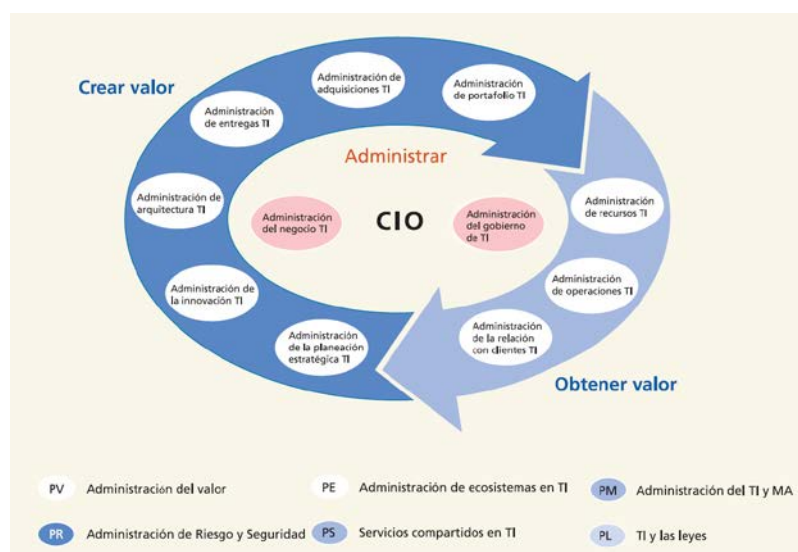 Crear valor
Administración de
adquisiciones TI
Administración
de portafolio TI
Administración
de entregas TI
Administrar
Administración de
arquitectura TI
Administración
del negocio TI
CIO
Administración
del gobierno
de TI
Administración
de recursos TI
Administración de
la innovación TI
Administración
de operaciones TI
Administración
de la planeación
estratégica TI
Administración
de la relación
con clientes TI
Obtener valor
PV Administración del valor
PE Administración de ecosistemas en TI
PM Administración del TI y MA
PR Administración de Riesgo y Seguridad
PS Servicios compartidos en TI
PL TI y las leyes